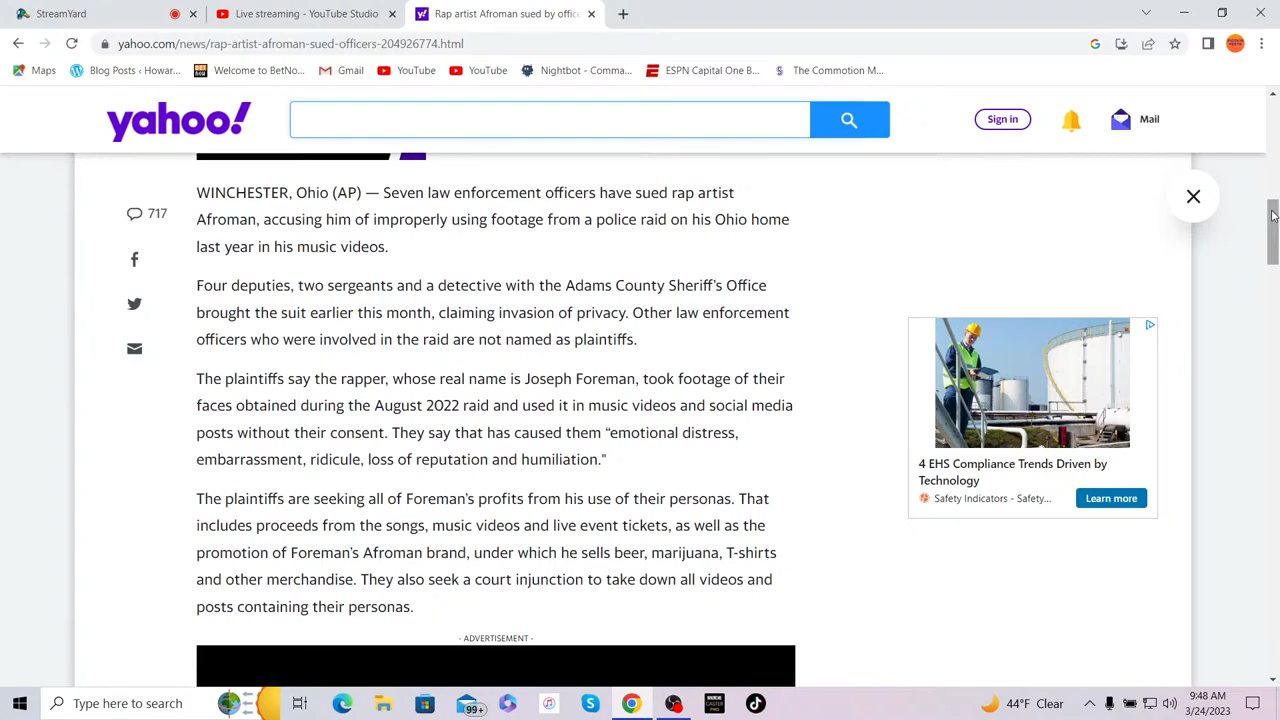 StreamYard
Live streaming - YouTube Studio
Rap artist Afroman sued by offic
yahoo.com/news/rap-artist-afroman-sued-officers-204926774.html
Maps
Blog Posts ‹ Howar...
Welcome to BetNo...
Gmail
YouTube
YouTube
Nightbot - Comma...
ESPN Capital One B...
The Commotion M...
yahoo!
Sign in
Mail
717
WINCHESTER, Ohio (AP) — Seven law enforcement officers have sued rap artist
Afroman, accusing him of improperly using footage from a police raid on his Ohio home
last year in his music videos.
Four deputies, two sergeants and a detective with the Adams County Sheriff’s Office
brought the suit earlier this month, claiming invasion of privacy. Other law enforcement
officers who were involved in the raid are not named as plaintiffs.
The plaintiffs say the rapper, whose real name is Joseph Foreman, took footage of their
faces obtained during the August 2022 raid and used it in music videos and social media
posts without their consent. They say that has caused them “emotional distress,
embarrassment, ridicule, loss of reputation and humiliation."
The plaintiffs are seeking all of Foreman’s profits from his use of their personas. That
includes proceeds from the songs, music videos and live event tickets, as well as the
promotion of Foreman’s Afroman brand, under which he sells beer, marijuana, T-shirts
and other merchandise. They also seek a court injunction to take down all videos and
posts containing their personas.
- ADVERTISEMENT -
4 EHS Compliance Trends Driven by
Technology
Safety Indicators - Safety...
Learn more
Type here to search
99+
44°F Clear
9:48 AM
3/24/2023